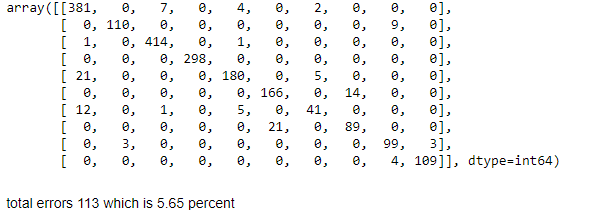 array([[381, 0, 7, 0, 4, 0, 2, 0, 0, 0],
[ 0, 110, 0, 0, 0, 0, 0, 0, 9, 0],
[ 1, 0, 414, 0, 1, 0, 0, 0, 0, 0],
[ 0, 0, 0, 298, 0, 0, 0, 0, 0, 0],
[ 21, 0, 0, 0, 180, 0, 5, 0, 0, 0],
[ 0, 0, 0, 0, 0, 166, 0, 14, 0, 0],
[ 12, 0, 1, 0, 5, 0, 41, 0, 0, 0],
[ 0, 0, 0, 0, 0, 21, 0, 89, 0, 0],
[ 0, 3, 0, 0, 0, 0, 0, 0, 99, 3],
[ 0, 0, 0, 0, 0, 0, 0, 0, 4, 109]], dtype=int64)
total errors 113 which is 5.65 percent